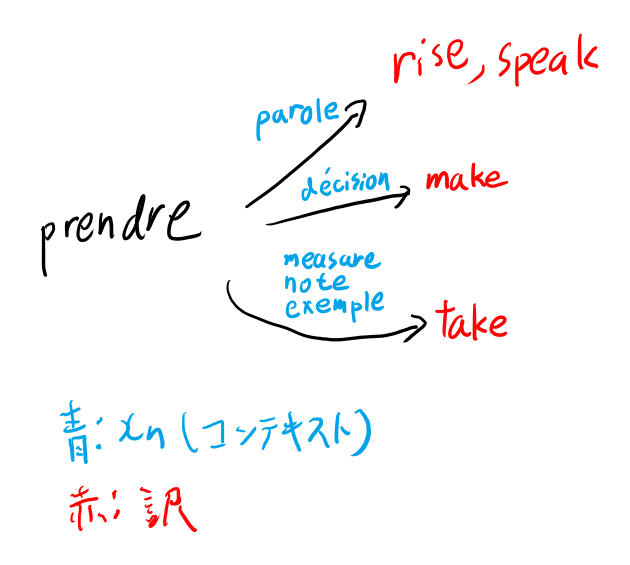 rise, speak
parole
décision
make
prendre
measure
note
exemple
take
青: xn (コンテキスト)
赤: 訳